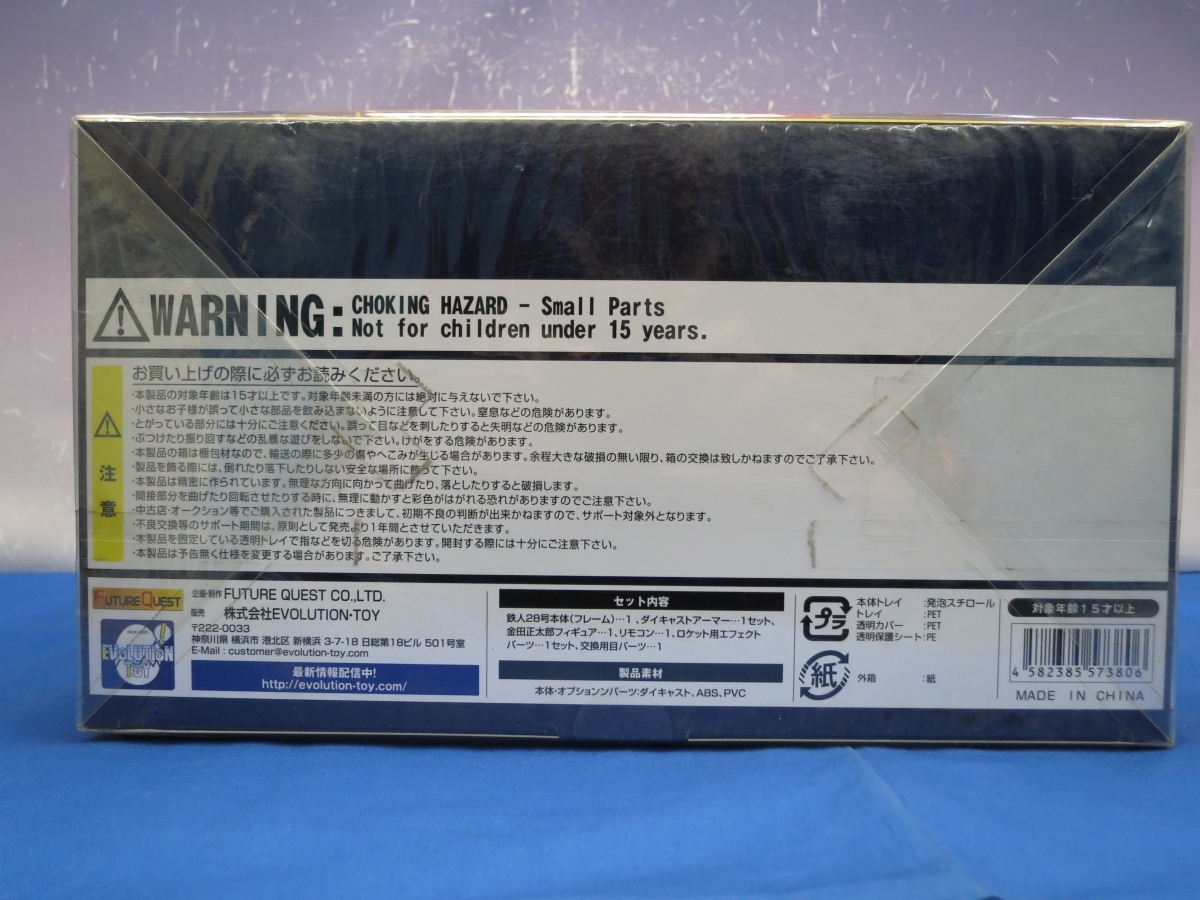 WARNING: CHOKING HAZARD - Small Parts
Not for children under 15 years.
お買い上げの際に必ずお読みください。
注意
・本製品の対象年齢は15才以上です。対象年齢未満の方には絶対に与えないで下さい。
・小さなお子様が誤って小さな部品を飲み込まないように注意して下さい。窒息などの危険があります。
・とがっている部分には十分にご注意ください。誤って目などを刺したりすると失明などの危険があります。
・ぶつけたり振り回すなどの乱暴な遊びをしないで下さい。けがをする危険があります。
・本製品の箱は梱包材なので、輸送の際に多少の傷やへこみが生じる場合があります。余程大きな破損の無い限り、箱の交換は致しかねますのでご了承下さい。
・製品を飾る際には、倒れたり落下したりしない安全な場所に飾って下さい。
・本製品は精密に作られています。無理な方向に向かって曲げたり、落としたりすると破損します。
・間接部分を曲げたり回転させたりする時に、無理に動かすと彩色がはがれる恐れがありますのでご注意下さい。
・中古店・オークション等でご購入された製品につきまして、初期不良の判断が出来かねますので、サポート対象外となります。
・不良交換等のサポート期間は、原則として発売より1年間とさせていただきます。
・本製品を固定している透明トレイで指などを切る危険があります。開封する際には十分にご注意下さい。
・本製品は予告無く仕様を変更する場合があります。ご了承下さい。
FUTURE QUEST
企画・制作 FUTURE QUEST CO.,LTD.
販売 株式会社EVOLUTION・TOY
〒222-0033
神奈川県 横浜市 港北区 新横浜 3-7-18 日総第18ビル 501号室
E-Mail : customer@evolution-toy.com
EVOLUTION TOY
最新情報配信中!
http://evolution-toy.com/
セット内容
鉄人28号本体(フレーム)…1 、ダイキャストアーマー…1セット、
金田正太郎フィギュア…1、リモコン…1、ロケット用エフェクト
パーツ…1セット、交換用目パーツ…1
製品素材
本体・オプションパーツ:ダイキャスト、ABS、PVC
プラ
本体トレイ :発泡スチロール
トレイ :PET
透明カバー :PET
透明保護シート:PE
紙
外箱 :紙
対象年齢15才以上
4 582385 573806
MADE IN CHINA